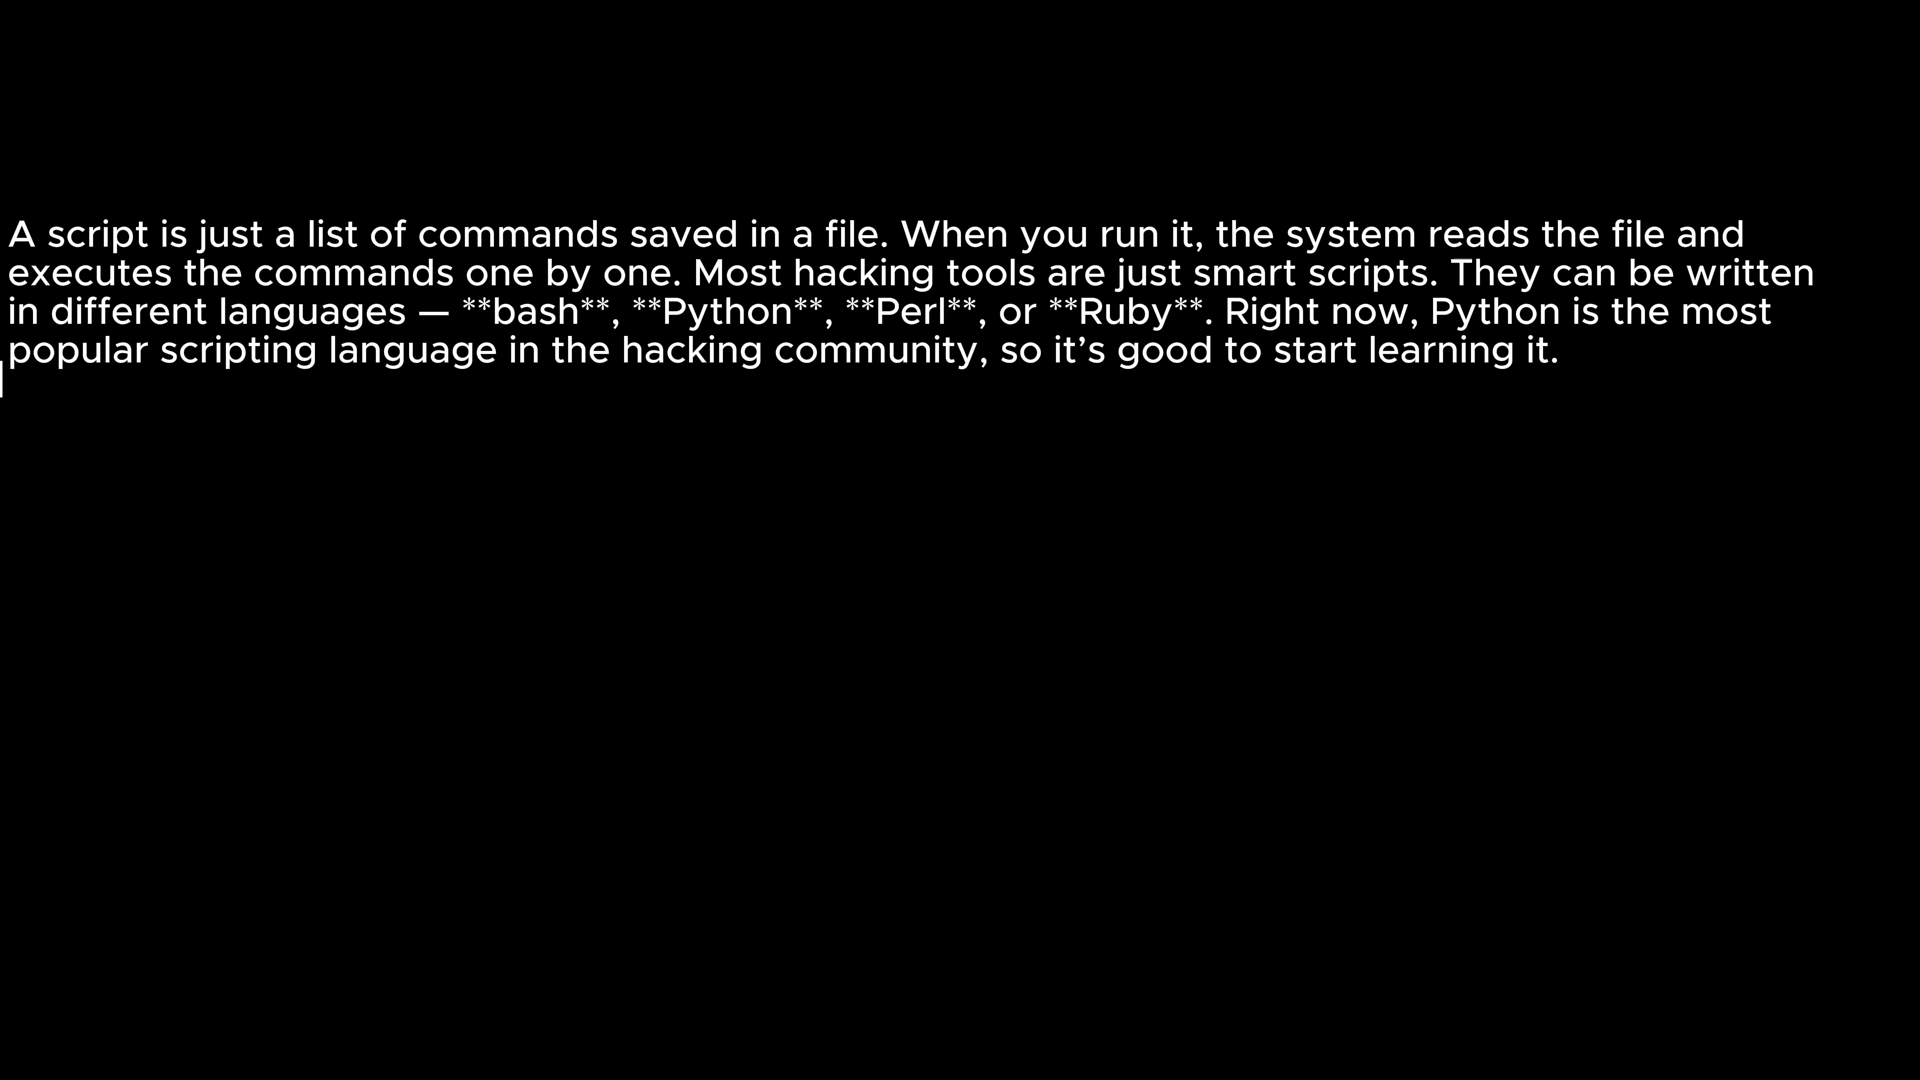 A script is just a list of commands saved in a file. When you run it, the system reads the file and
executes the commands one by one. Most hacking tools are just smart scripts. They can be written
in different languages — **bash**, **Python**, **Perl**, or **Ruby**. Right now, Python is the most
popular scripting language in the hacking community, so it’s good to start learning it.